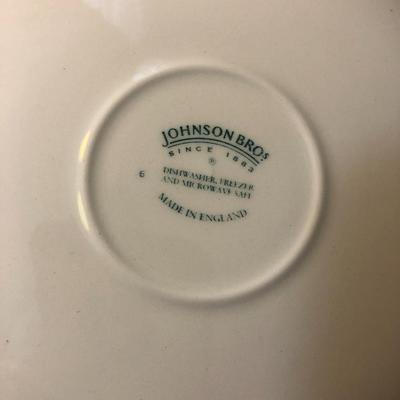 JOHNSON BROS
SINCE 1883
®
DISHWASHER, FREEZER
AND MICROWAVE SAFE
MADE IN ENGLAND
6